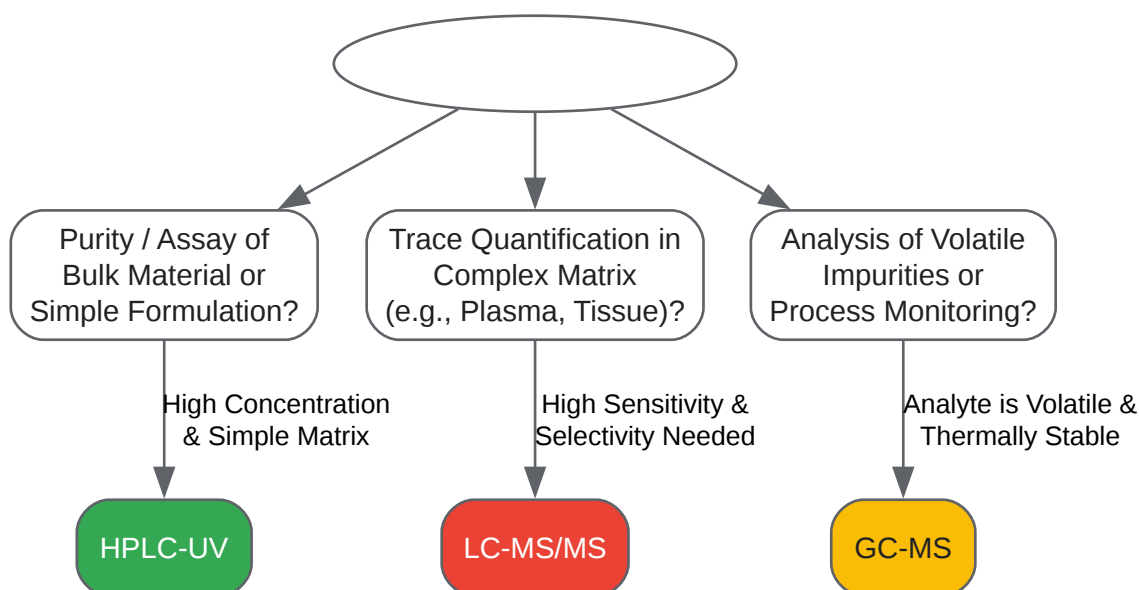 Purity / Assay of
Bulk Material or
Simple Formulation?
Trace Quantification in
Complex Matrix
(e.g., Plasma, Tissue)?
Analysis of Volatile
Impurities or
Process Monitoring?
High Concentration
& Simple Matrix
High Sensitivity &
Selectivity Needed
Analyte is Volatile &
Thermally Stable
HPLC-UV
LC-MS/MS
GC-MS